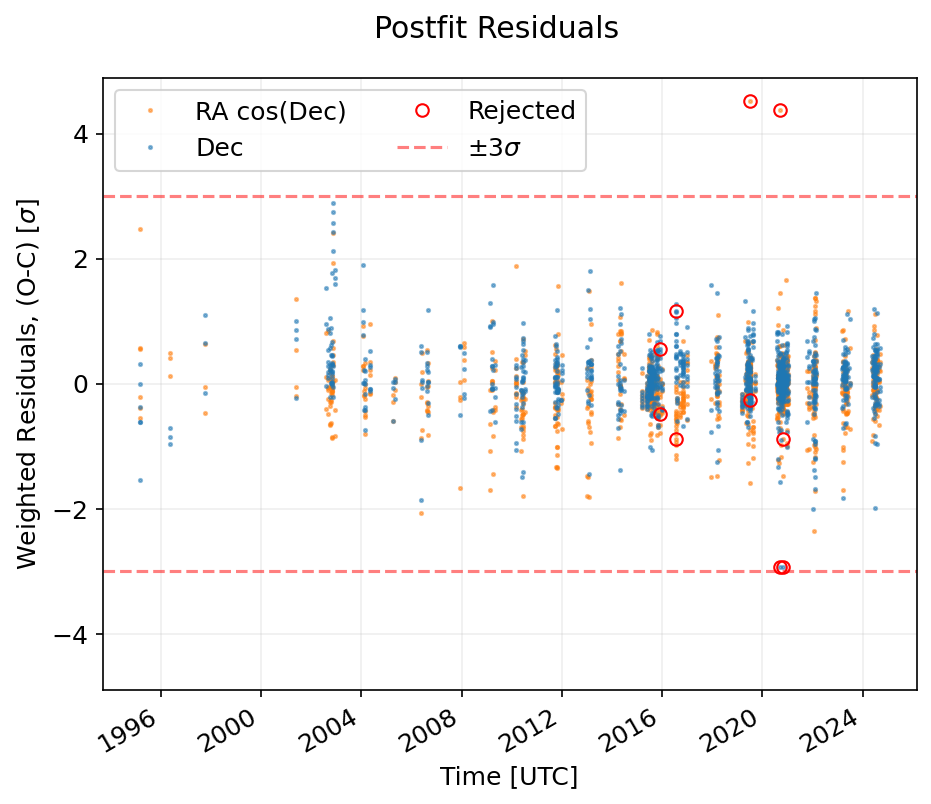 Postfit Residuals
RA cos(Dec)
Dec
Rejected
±3σ
Weighted Residuals, (O-C) [σ]
4
2
0
−2
−4
1996
2000
2004
2008
2012
2016
2020
2024
Time [UTC]